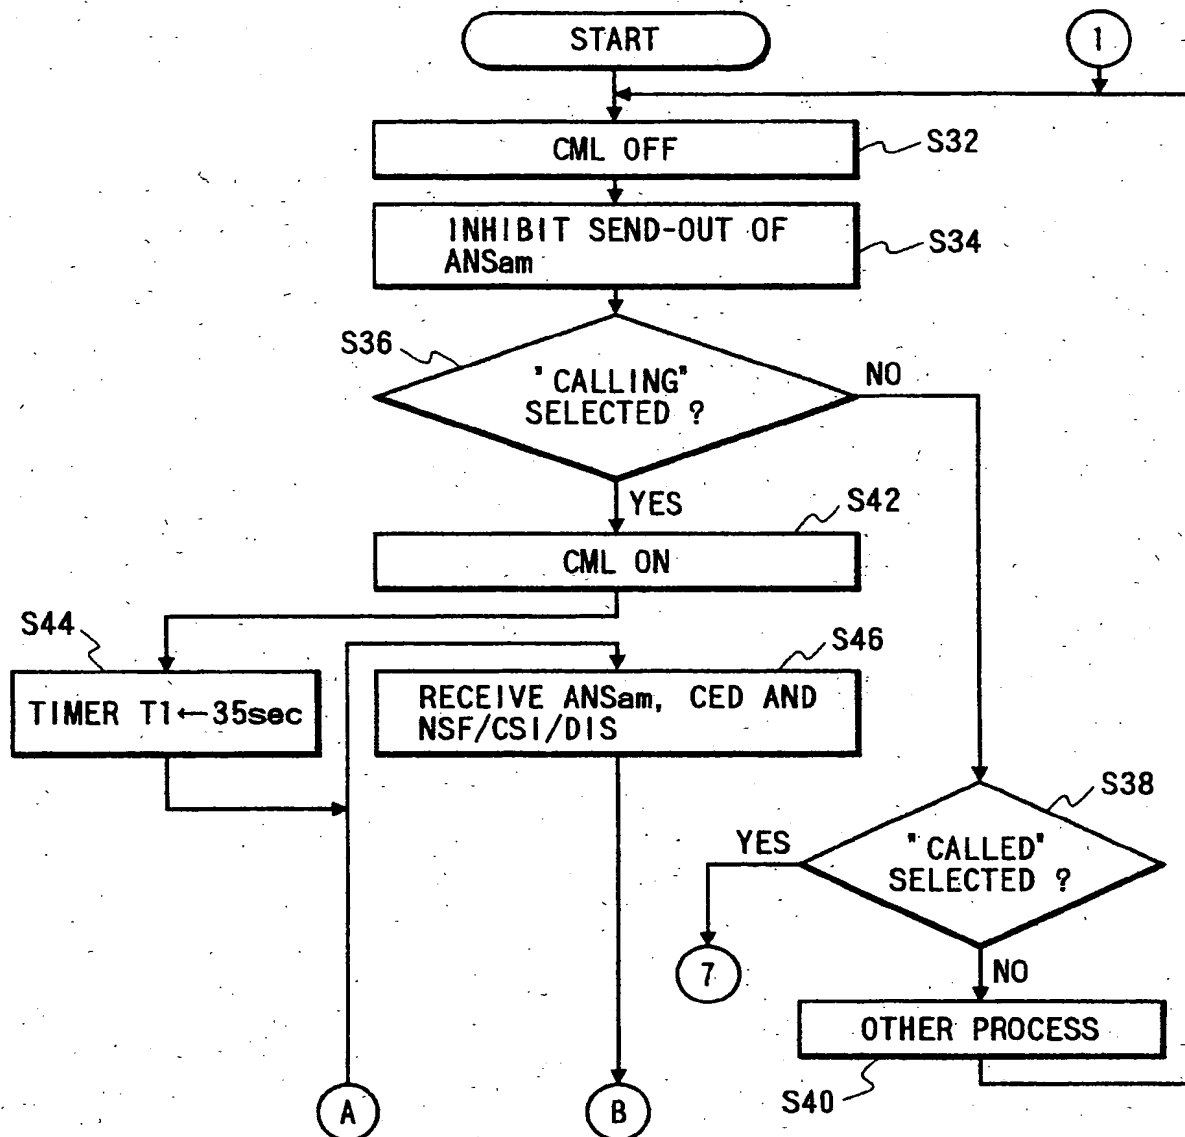 START
1
CML OFF
S32
INHIBIT SEND-OUT OF
ANSam
S34
S36
"CALLING"
SELECTED ?
NO
YES
S42
CML ON
S44
TIMER T1←35sec
S46
RECEIVE ANSam, CED AND
NSF/CSI/DIS
S38
YES
"CALLED"
SELECTED ?
7
NO
OTHER PROCESS
S40
A
B